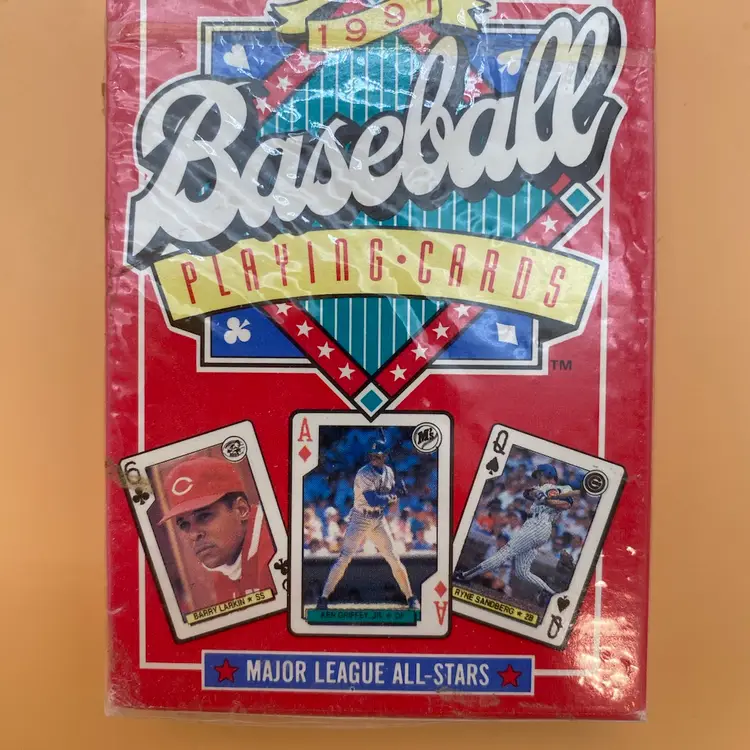 1991
Baseball
PLAYING • CARDS
TM
A
M's
6
C
Q
C
BARRY LARKIN ★ SS
KEN GRIFFEY, JR. ★ OF
A
RYNE SANDBERG ★ 2B
Q
★ MAJOR LEAGUE ALL-STARS ★